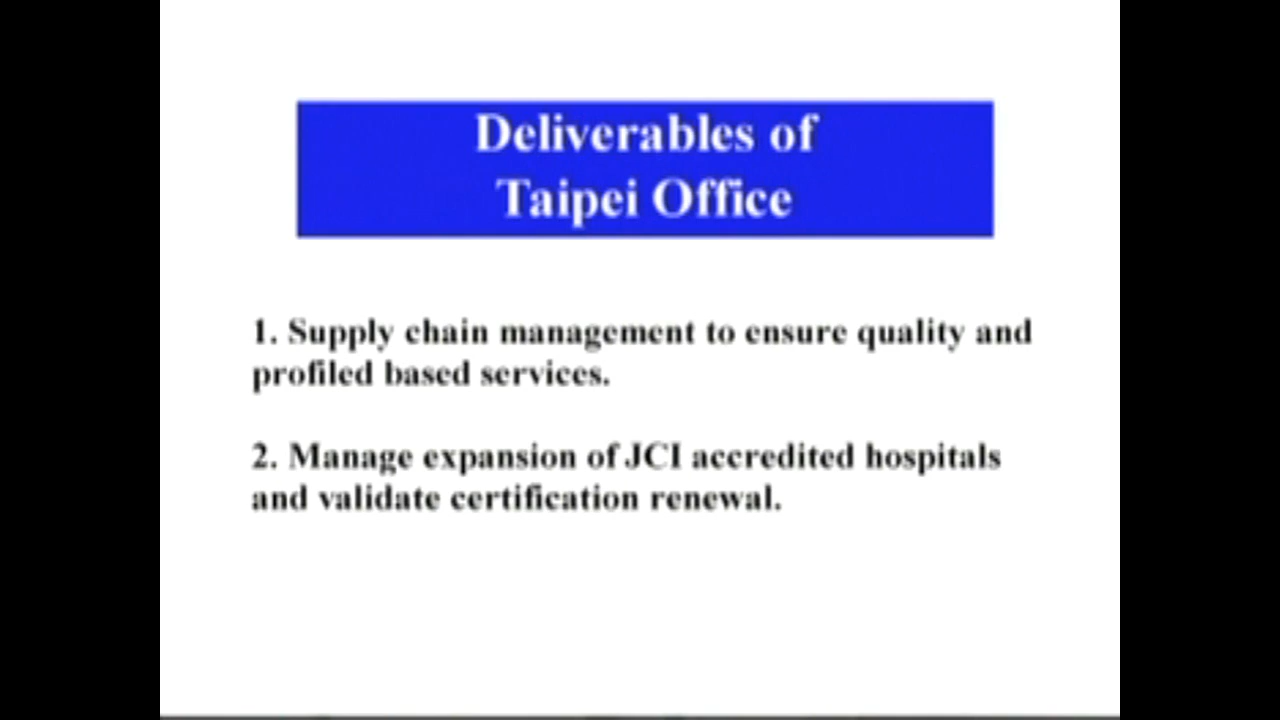 Deliverables of
Taipei Office
1. Supply chain management to ensure quality and
profiled based services.
2. Manage expansion of JCI accredited hospitals
and validate certification renewal.